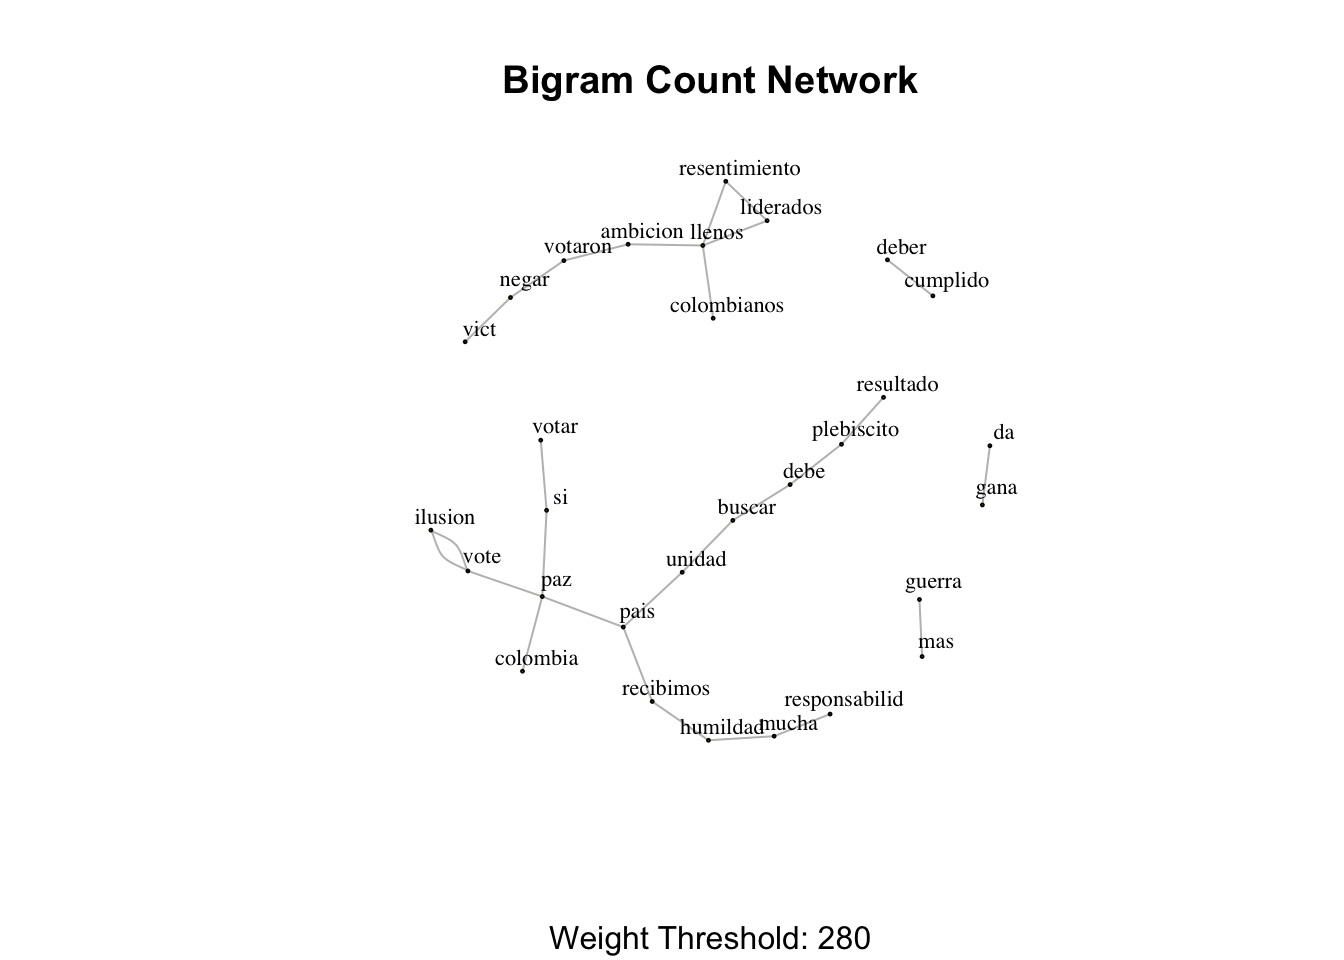 Bigram Count Network
resentimiento
liderados
ambicion
llenos
votaron
deber
negar
cumplido
colombianos
vict
resultado
votar
plebiscito
da
debe
si
gana
buscar
ilusion
vote
unidad
paz
guerra
pais
mas
colombia
recibimos
responsabilid
humildad
mucha
Weight Threshold: 280